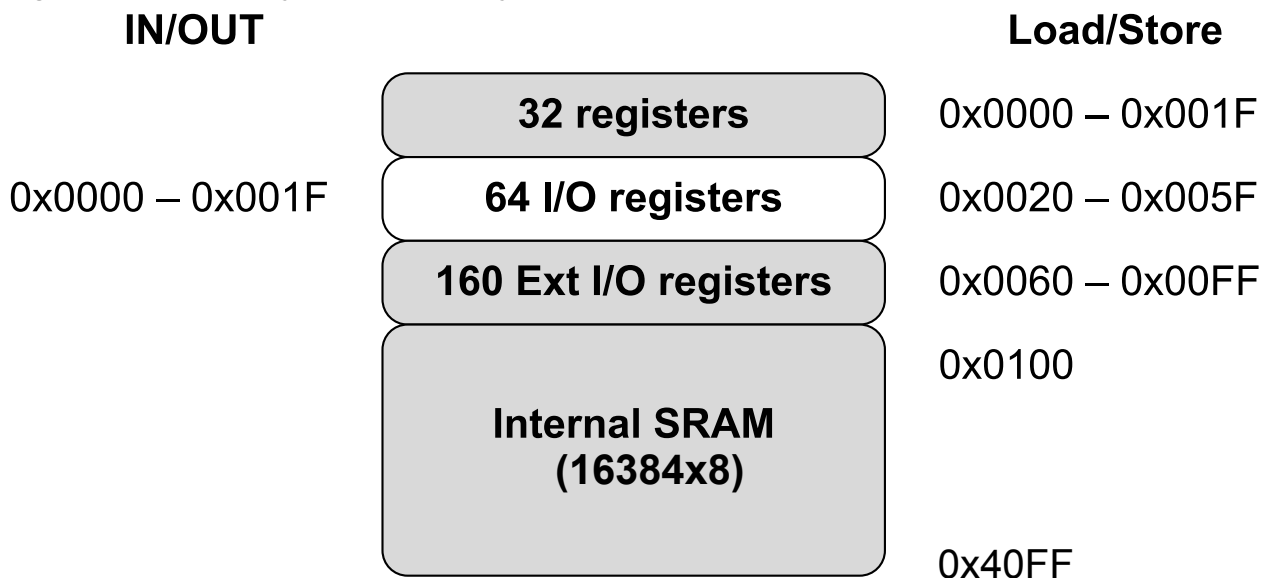 IN/OUT Load/Store
32 registers 0x0000 – 0x001F
0x0000 – 0x001F 64 I/O registers 0x0020 – 0x005F
160 Ext I/O registers 0x0060 – 0x00FF
0x0100
Internal SRAM
(16384x8)
0x40FF